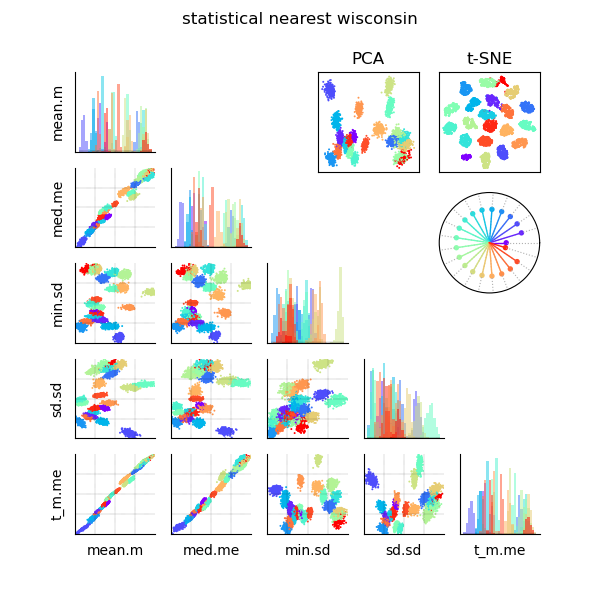 statistical nearest wisconsin
PCA
t-SNE
mean.m
med.me
min.sd
sd.sd
t_m.me
mean.m
med.me
min.sd
sd.sd
t_m.me